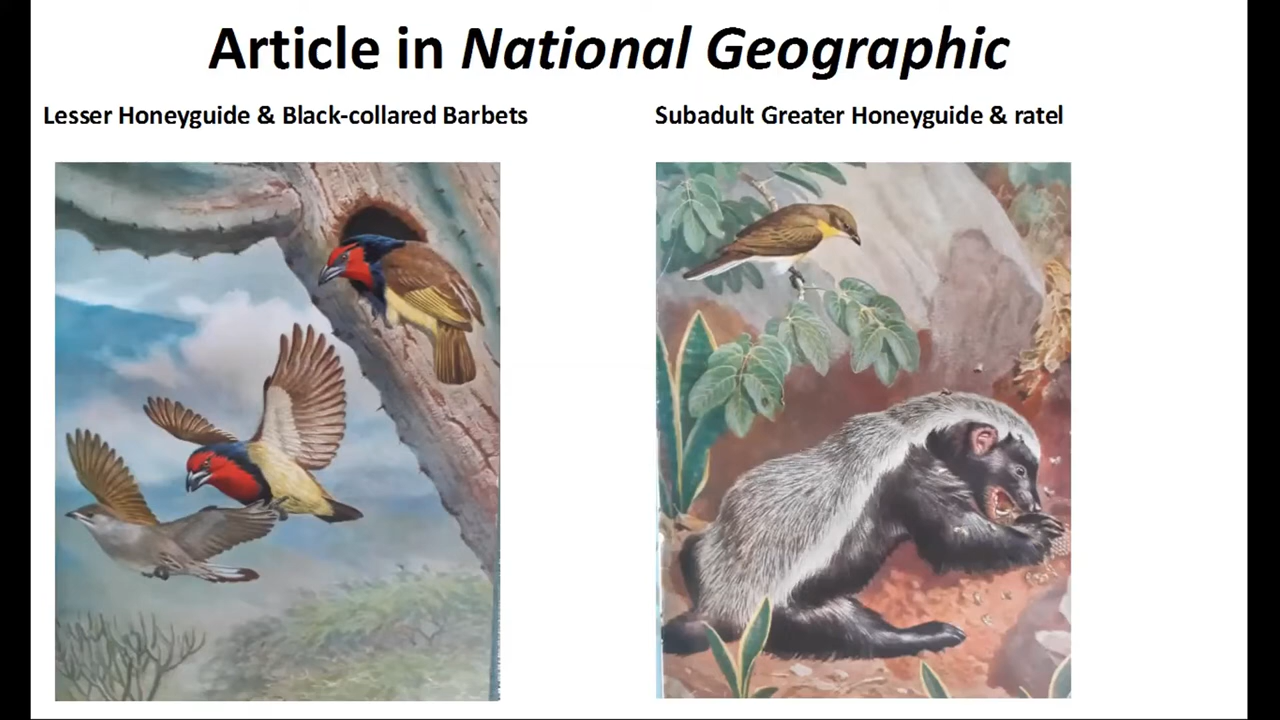 Article in National Geographic
Lesser Honeyguide & Black-collared Barbets
Subadult Greater Honeyguide & ratel